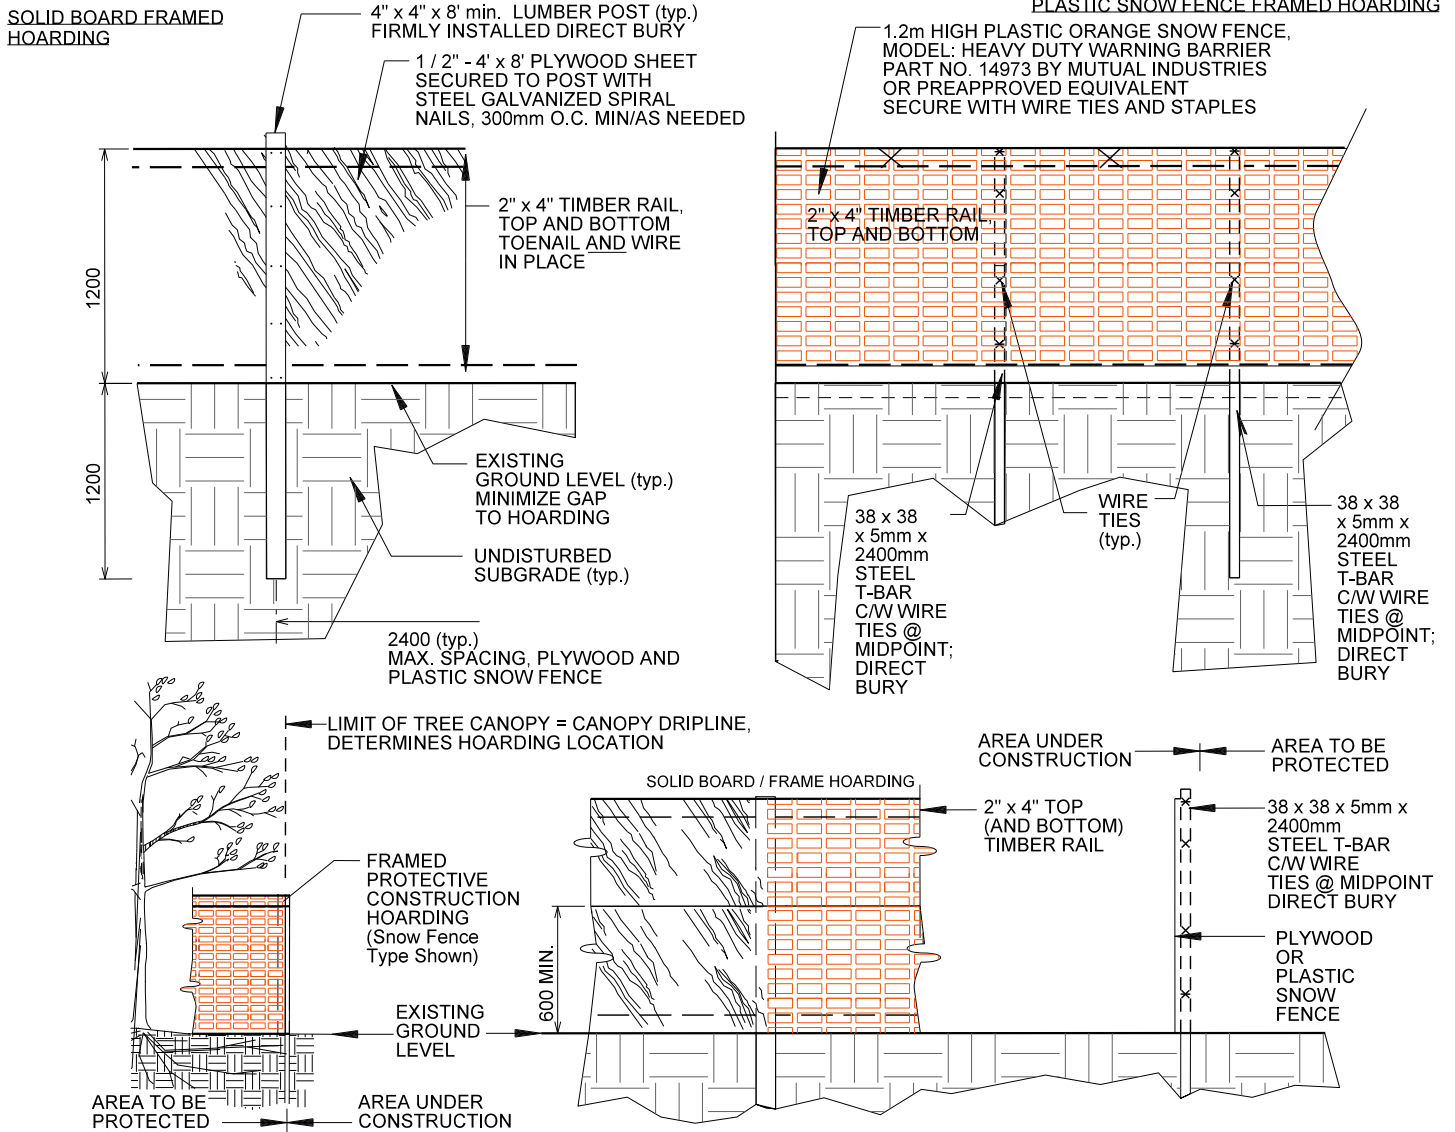 SOLID BOARD FRAMED
HOARDING
4" x 4" x 8' min. LUMBER POST (typ.)
FIRMLY INSTALLED DIRECT BURY
1 / 2" - 4' x 8' PLYWOOD SHEET
SECURED TO POST WITH
STEEL GALVANIZED SPIRAL
NAILS, 300mm O.C. MIN/AS NEEDED
2" x 4" TIMBER RAIL,
TOP AND BOTTOM
TOENAIL AND WIRE
IN PLACE
1200
1200
EXISTING
GROUND LEVEL (typ.)
MINIMIZE GAP
TO HOARDING
UNDISTURBED
SUBGRADE (typ.)
2400 (typ.)
MAX. SPACING, PLYWOOD AND
PLASTIC SNOW FENCE
PLASTIC SNOW FENCE FRAMED HOARDING
1.2m HIGH PLASTIC ORANGE SNOW FENCE,
MODEL: HEAVY DUTY WARNING BARRIER
PART NO. 14973 BY MUTUAL INDUSTRIES
OR PREAPPROVED EQUIVALENT
SECURE WITH WIRE TIES AND STAPLES
2" x 4" TIMBER RAIL,
TOP AND BOTTOM
38 x 38
x 5mm x
2400mm
STEEL
T-BAR
C/W WIRE
TIES @
MIDPOINT;
DIRECT
BURY
WIRE
TIES
(typ.)
38 x 38
x 5mm x
2400mm
STEEL
T-BAR
C/W WIRE
TIES @
MIDPOINT;
DIRECT
BURY
LIMIT OF TREE CANOPY = CANOPY DRIPLINE,
DETERMINES HOARDING LOCATION
FRAMED
PROTECTIVE
CONSTRUCTION
HOARDING
(Snow Fence
Type Shown)
EXISTING
GROUND
LEVEL
AREA TO BE
PROTECTED
AREA UNDER
CONSTRUCTION
SOLID BOARD / FRAME HOARDING
600 MIN.
2" x 4" TOP
(AND BOTTOM)
TIMBER RAIL
AREA UNDER
CONSTRUCTION
AREA TO BE
PROTECTED
38 x 38 x 5mm x
2400mm
STEEL T-BAR
C/W WIRE
TIES @ MIDPOINT
DIRECT BURY
PLYWOOD
OR
PLASTIC
SNOW
FENCE